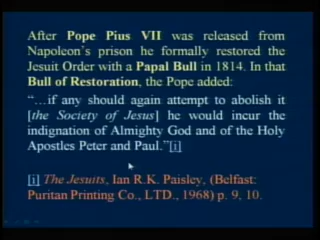 After Pope Pius VII was released from
Napoleon's prison he formally restored the
Jesuit Order with a Papal Bull in 1814. In that
Bull of Restoration, the Pope added:
“…if any should again attempt to abolish it
[the Society of Jesus] he would incur the
indignation of Almighty God and of the Holy
Apostles Peter and Paul.”[i]
[i] The Jesuits, Ian R.K. Paisley, (Belfast:
Puritan Printing Co., LTD., 1968) p. 9, 10.